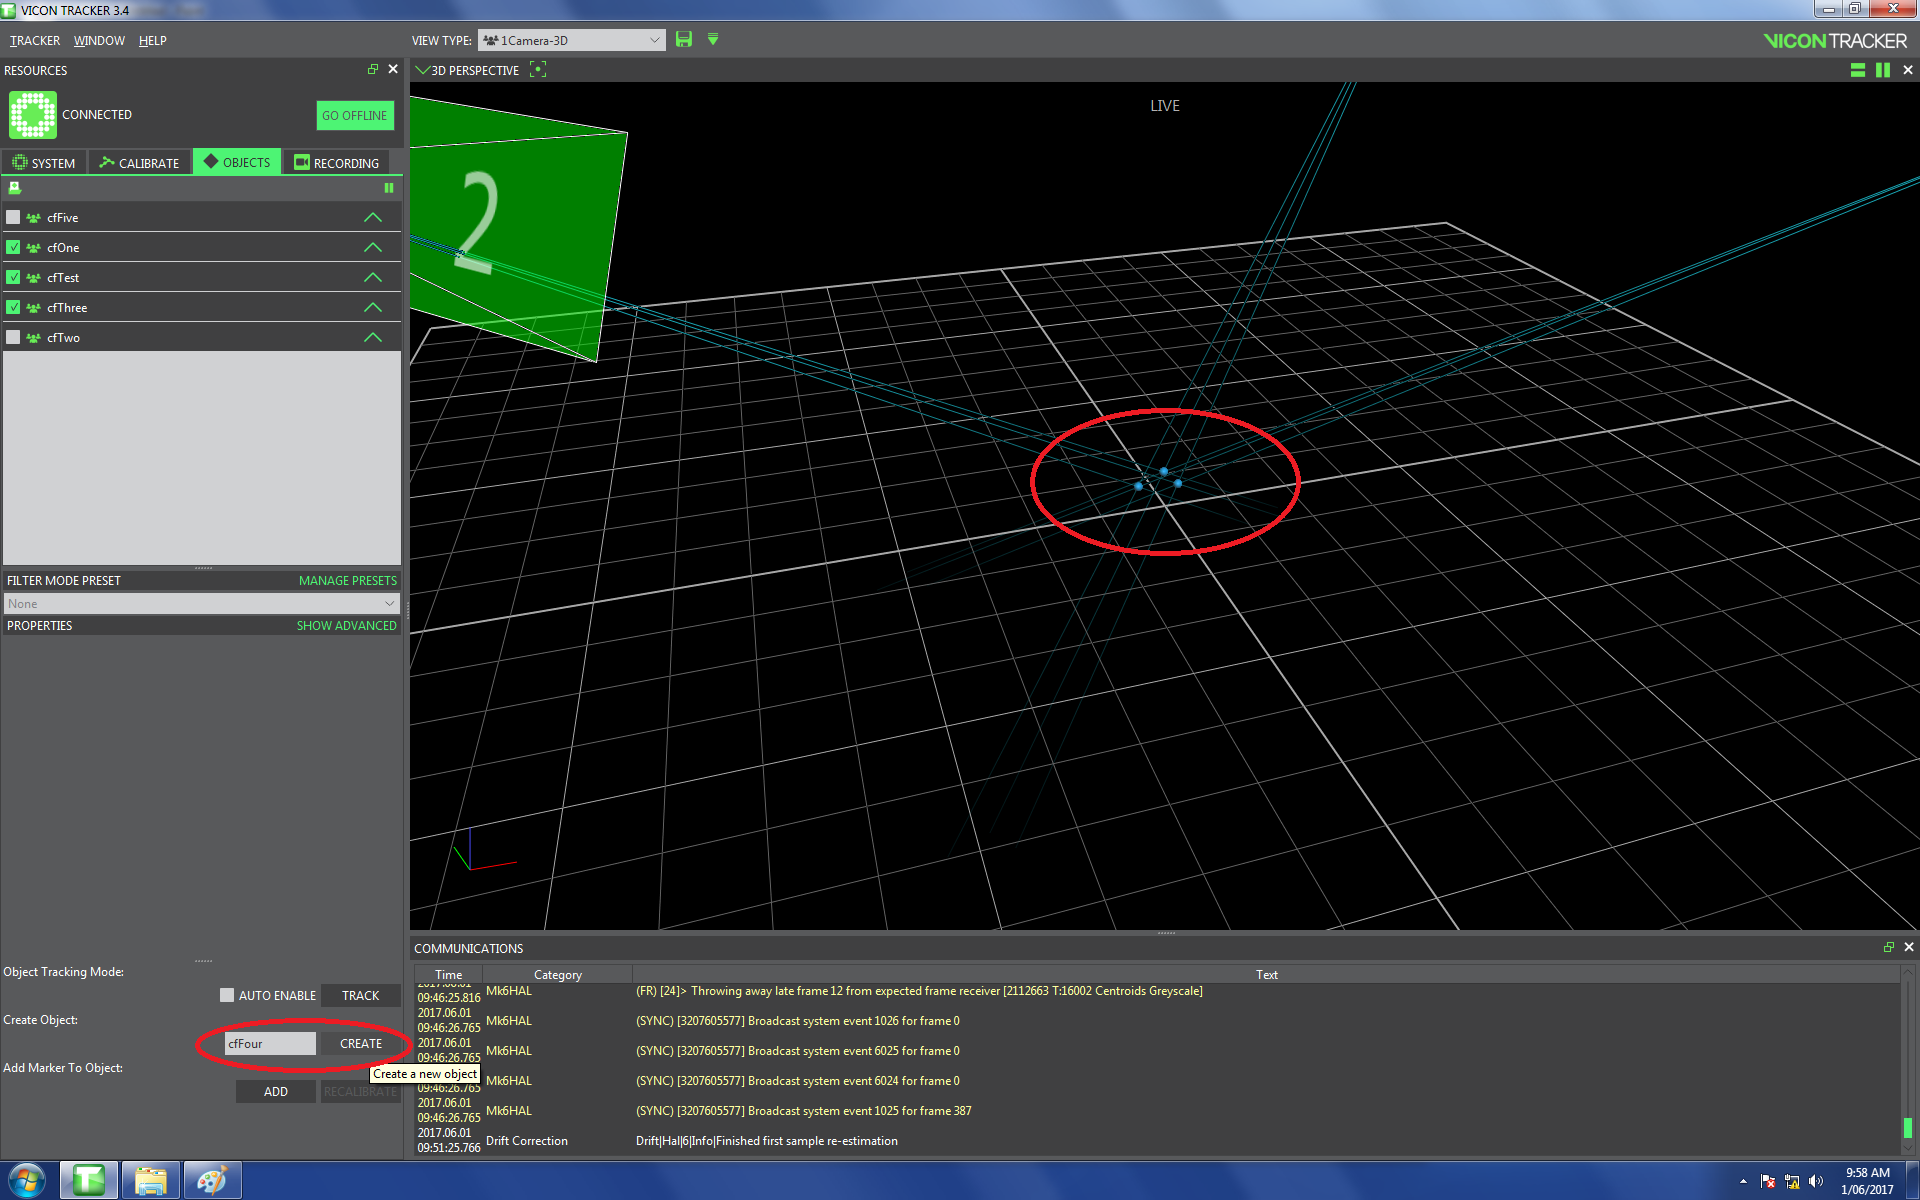 VICON TRACKER 3.4
TRACKER WINDOW HELP
VIEW TYPE: 1Camera-3D
VICONTRACKER
RESOURCES
3D PERSPECTIVE
CONNECTED
GO OFFLINE
LIVE
SYSTEM CALIBRATE OBJECTS RECORDING
cfFive
cfOne
cfTest
cfThree
cfTwo
2
FILTER MODE PRESET MANAGE PRESETS
None
PROPERTIES SHOW ADVANCED
Object Tracking Mode:
AUTO ENABLE TRACK
Create Object:
cfFour CREATE
Add Marker To Object:
Create a new object
ADD RECALIBRATE
COMMUNICATIONS
Time Category Text
2017.06.01
09:46:25.816 Mk6HAL (FR) [24]> Throwing away late frame 12 from expected frame receiver [2112663 T:16002 Centroids Greyscale]
2017.06.01
09:46:26.765 Mk6HAL (SYNC) [3207605577] Broadcast system event 1026 for frame 0
2017.06.01
09:46:26.765 Mk6HAL (SYNC) [3207605577] Broadcast system event 6025 for frame 0
09:46:26.765 Mk6HAL (SYNC) [3207605577] Broadcast system event 6024 for frame 0
2017.06.01
09:46:26.765 Mk6HAL (SYNC) [3207605577] Broadcast system event 1025 for frame 387
2017.06.01
09:51:25.766 Drift Correction Drift|Hal|6|Info|Finished first sample re-estimation
9:58 AM
1/06/2017